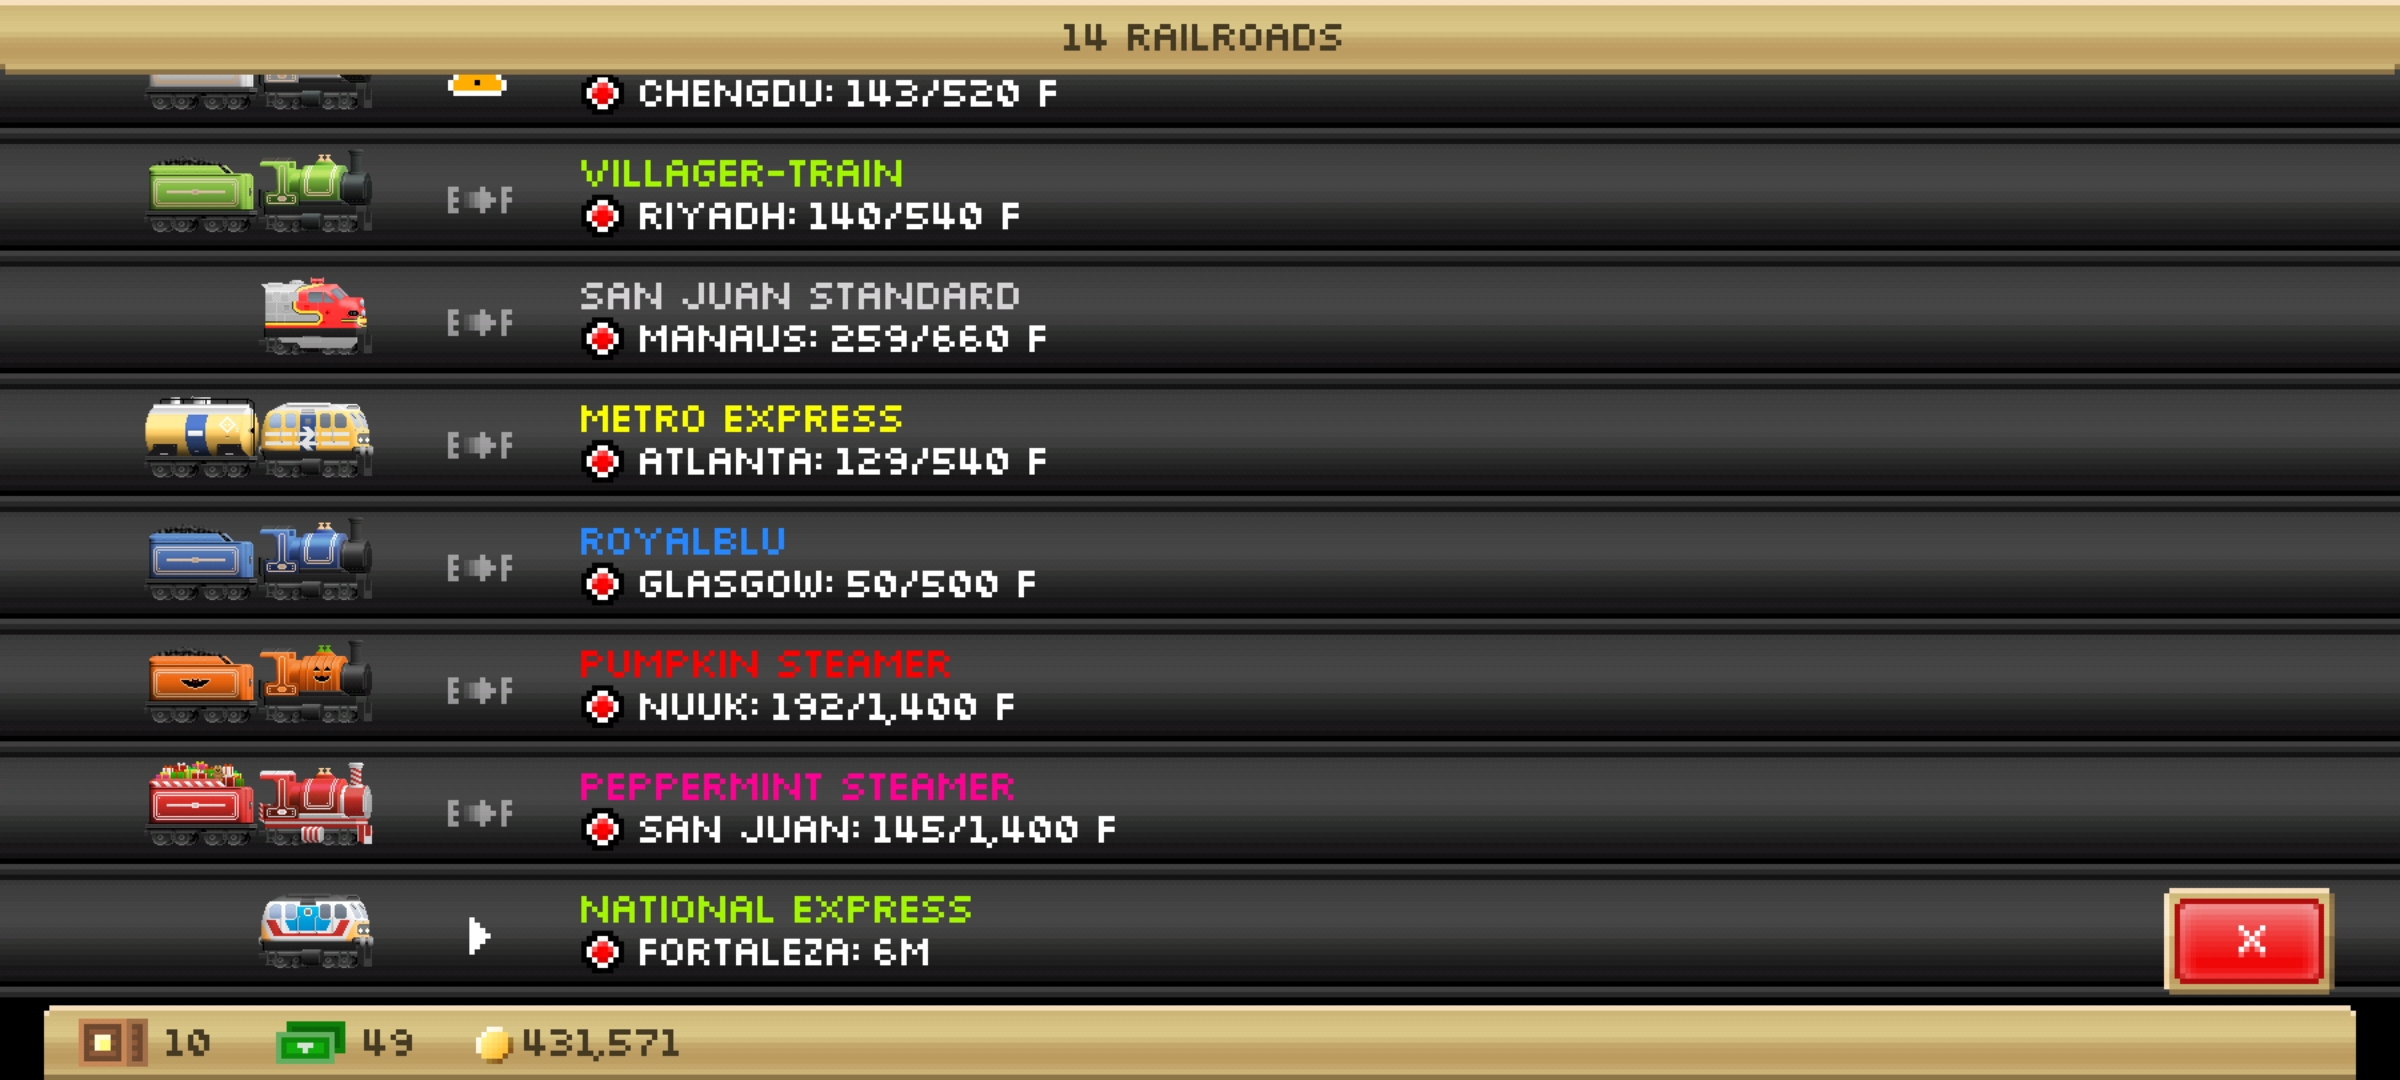 14 RAILROADS
CHENGDU: 143/520 F
VILLAGER-TRAIN
E F
RIYADH: 140/540 F
SAN JUAN STANDARD
E F
MANAUS: 259/660 F
METRO EXPRESS
E F
ATLANTA: 129/540 F
ROYALBLU
E F
GLASGOW: 50/500 F
PUMPKIN STEAMER
E F
NUUK: 192/1,400 F
PEPPERMINT STEAMER
E F
SAN JUAN: 145/1,400 F
NATIONAL EXPRESS
FORTALEZA: 6M
X
10 49 431,571